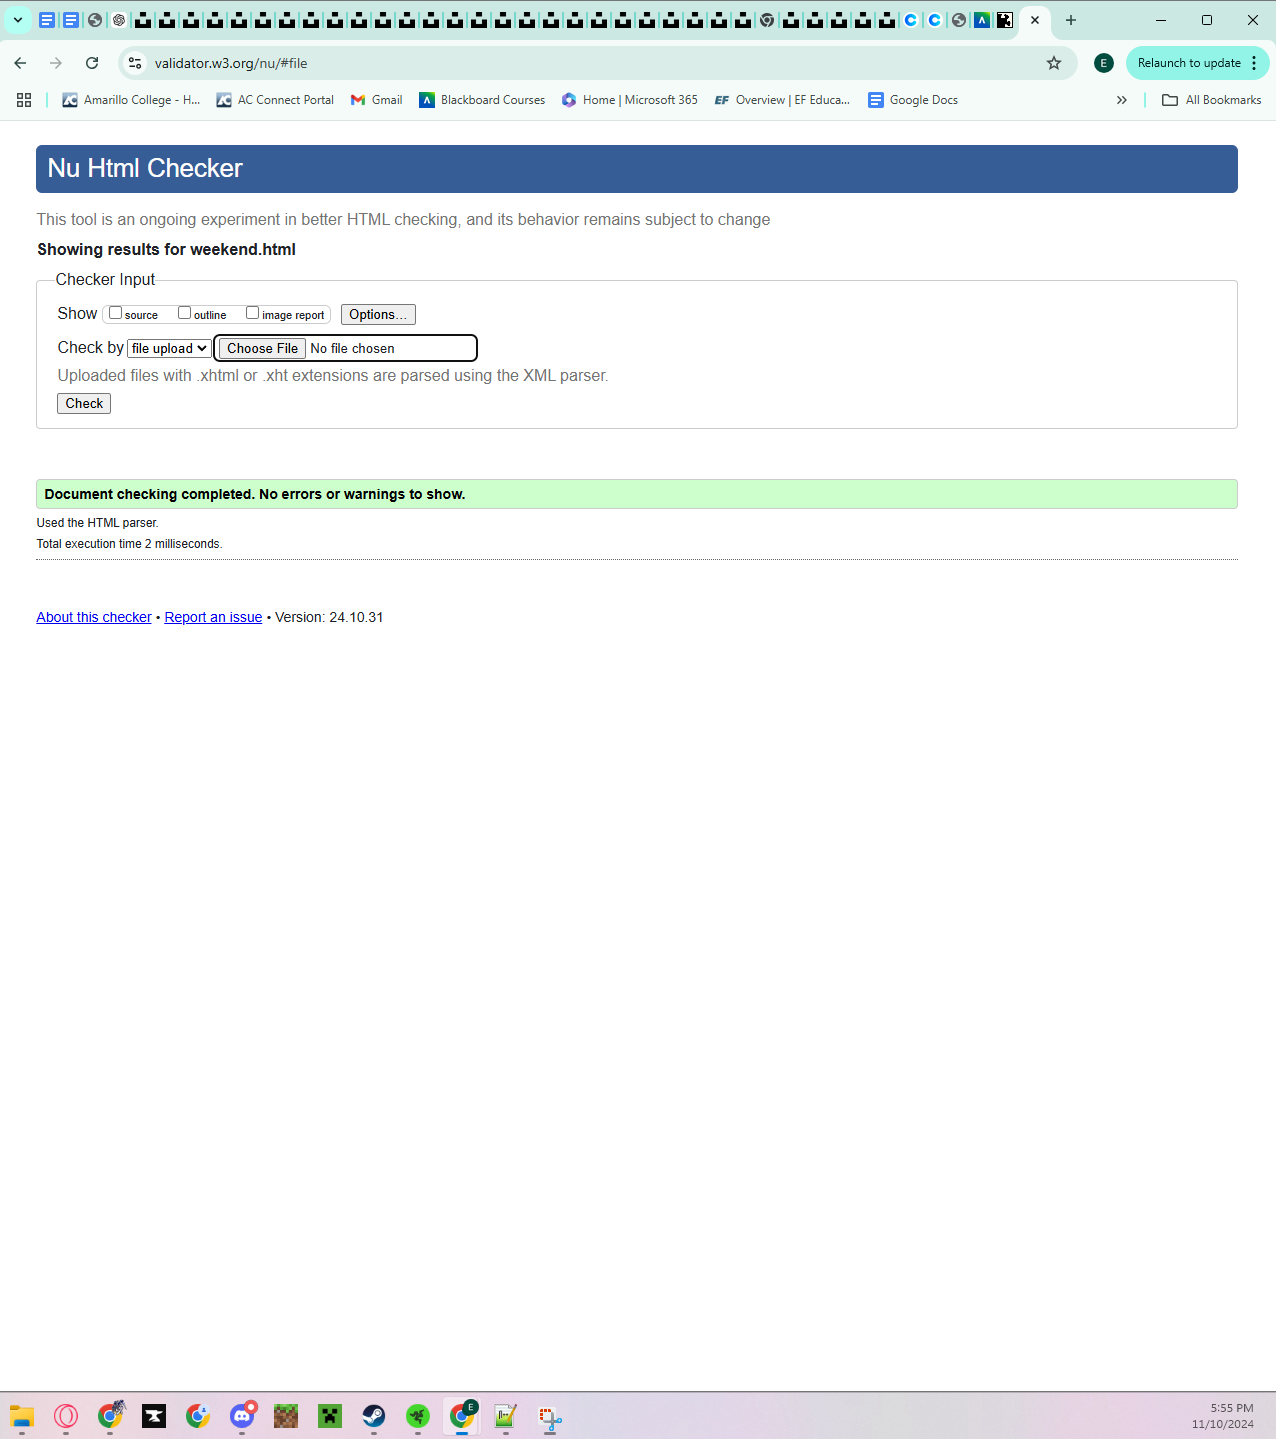 validator.w3.org/nu/#file
E
Relaunch to update
Amarillo College - H...
AC Connect Portal
Gmail
Blackboard Courses
Home | Microsoft 365
EF Overview | EF Educa...
Google Docs
All Bookmarks
Nu Html Checker
This tool is an ongoing experiment in better HTML checking, and its behavior remains subject to change
Showing results for weekend.html
Checker Input
Show source outline image report Options...
Check by file upload Choose File No file chosen
Uploaded files with .xhtml or .xht extensions are parsed using the XML parser.
Check
Document checking completed. No errors or warnings to show.
Used the HTML parser.
Total execution time 2 milliseconds.
About this checker • Report an issue • Version: 24.10.31
E
5:55 PM
11/10/2024